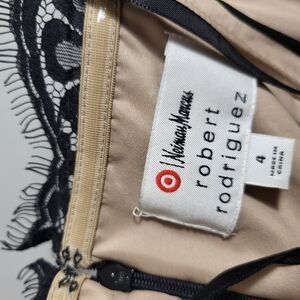 Neiman Marcus
robert
rodriguez
4
MADE IN
CHINA